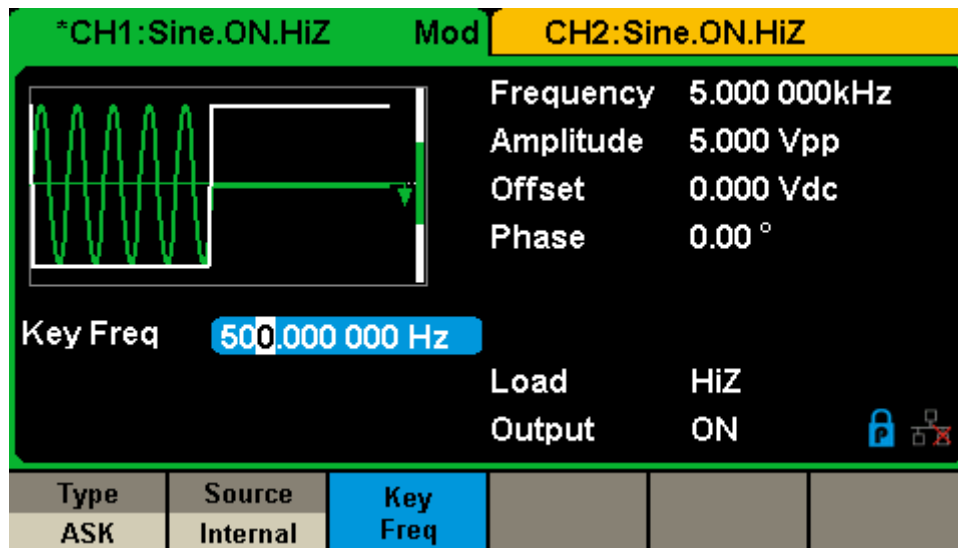 *CH1:Sine.ON.HiZ Mod CH2:Sine.ON.HiZ
Frequency 5.000 000kHz
Amplitude 5.000 Vpp
Offset 0.000 Vdc
Phase 0.00 °
Key Freq 500.000 000 Hz
Load HiZ
Output ON P
Type Source Key
Freq
ASK Internal